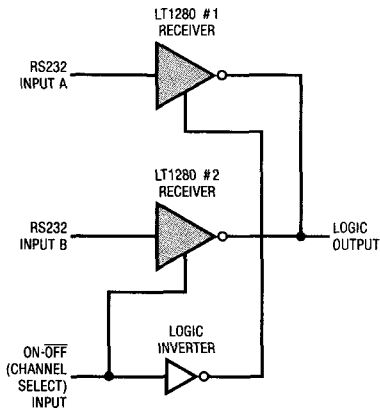 LT1280 #1
RECEIVER
RS232
INPUT A
LT1280 #2
RECEIVER
RS232
INPUT B
LOGIC
OUTPUT
LOGIC
INVERTER
ON-OFF
(CHANNEL
SELECT)
INPUT